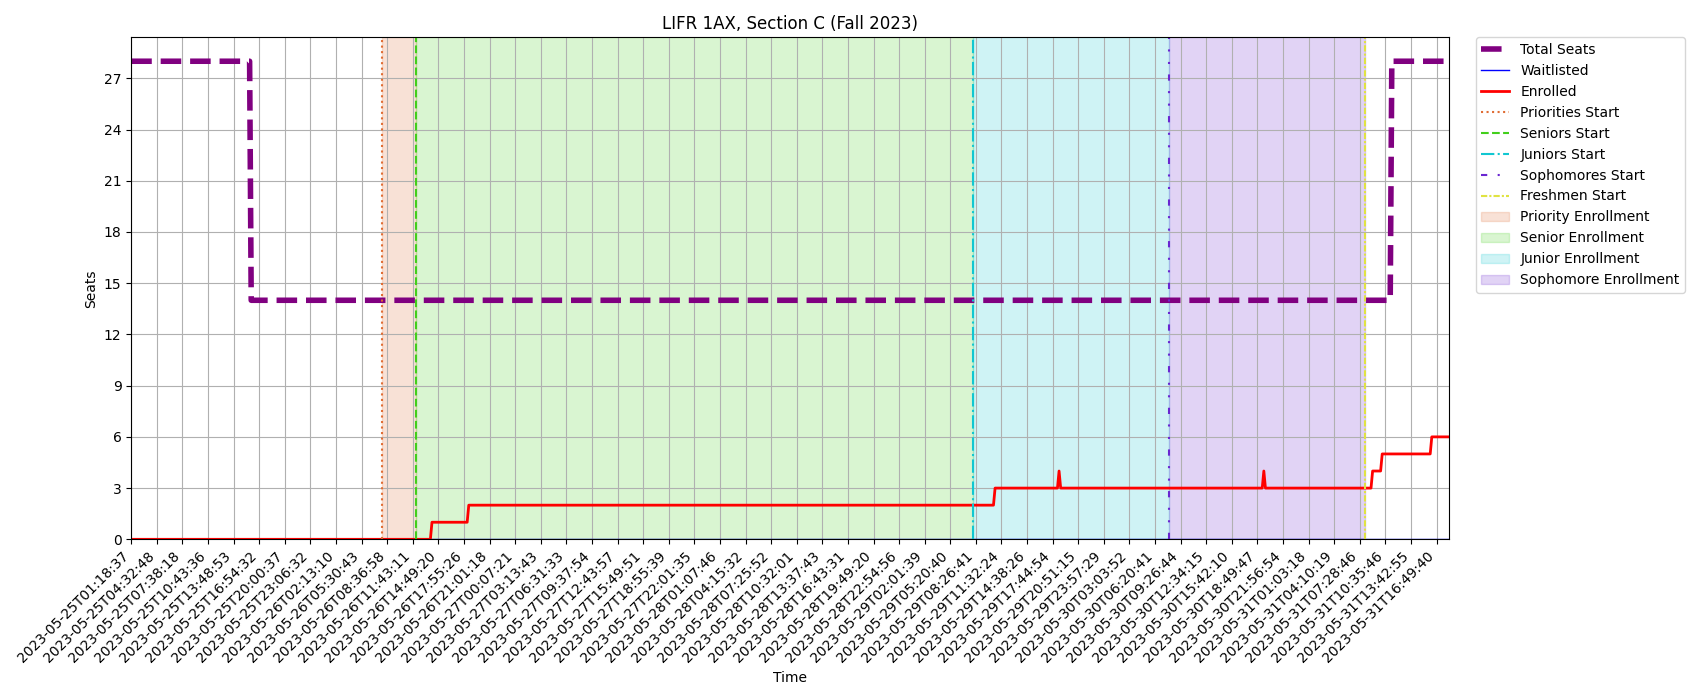 LIFR 1AX, Section C (Fall 2023)
Seats
27
24
21
18
15
12
9
6
3
0
2023-05-25T01:18:37
2023-05-25T04:32:48
2023-05-25T07:38:18
2023-05-25T10:43:36
2023-05-25T13:48:53
2023-05-25T16:54:32
2023-05-25T20:00:37
2023-05-25T23:06:32
2023-05-26T02:13:10
2023-05-26T05:30:43
2023-05-26T08:36:58
2023-05-26T11:43:11
2023-05-26T14:49:20
2023-05-26T17:55:26
2023-05-26T21:01:18
2023-05-27T00:07:21
2023-05-27T03:13:43
2023-05-27T06:31:33
2023-05-27T09:37:54
2023-05-27T12:43:57
2023-05-27T15:49:51
2023-05-27T18:55:39
2023-05-27T22:01:35
2023-05-28T01:07:46
2023-05-28T04:15:32
2023-05-28T07:25:52
2023-05-28T10:32:01
2023-05-28T13:37:43
2023-05-28T16:43:31
2023-05-28T19:49:20
2023-05-28T22:54:56
2023-05-29T02:01:39
2023-05-29T05:20:40
2023-05-29T08:26:41
2023-05-29T11:32:24
2023-05-29T14:38:26
2023-05-29T17:44:54
2023-05-29T20:51:15
2023-05-29T23:57:29
2023-05-30T03:03:52
2023-05-30T06:20:41
2023-05-30T09:26:44
2023-05-30T12:34:15
2023-05-30T15:42:10
2023-05-30T18:49:47
2023-05-30T21:56:54
2023-05-31T01:03:18
2023-05-31T04:10:19
2023-05-31T07:28:46
2023-05-31T10:35:46
2023-05-31T13:42:55
2023-05-31T16:49:40
Time
Total Seats
Waitlisted
Enrolled
Priorities Start
Seniors Start
Juniors Start
Sophomores Start
Freshmen Start
Priority Enrollment
Senior Enrollment
Junior Enrollment
Sophomore Enrollment